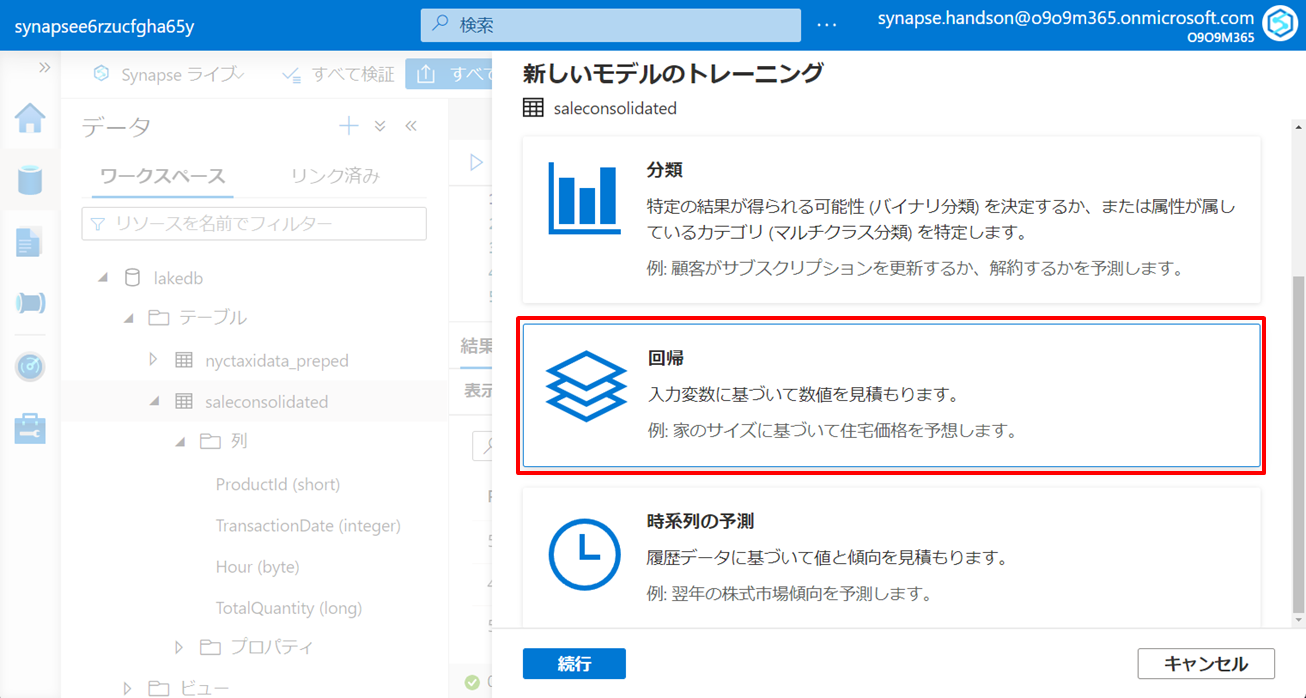 synapsee6rzucfgha65y
検索
···
synapse.handson@o9o9m365.onmicrosoft.com
O9O9M365
Synapse ライブ
すべて検証
すべて
データ
ワークスペース
リンク済み
リソースを名前でフィルター
lakedb
テーブル
nyctaxidata_preped
saleconsolidated
列
ProductId (short)
TransactionDate (integer)
Hour (byte)
TotalQuantity (long)
プロパティ
ビュー
結果
表示
新しいモデルのトレーニング
saleconsolidated
分類
特定の結果が得られる可能性 (バイナリ分類) を決定するか、または属性が属し
ているカテゴリ (マルチクラス分類) を特定します。
例: 顧客がサブスクリプションを更新するか、解約するかを予測します。
回帰
入力変数に基づいて数値を見積もります。
例: 家のサイズに基づいて住宅価格を予想します。
時系列の予測
履歴データに基づいて値と傾向を見積もります。
例: 翌年の株式市場傾向を予測します。
続行
キャンセル